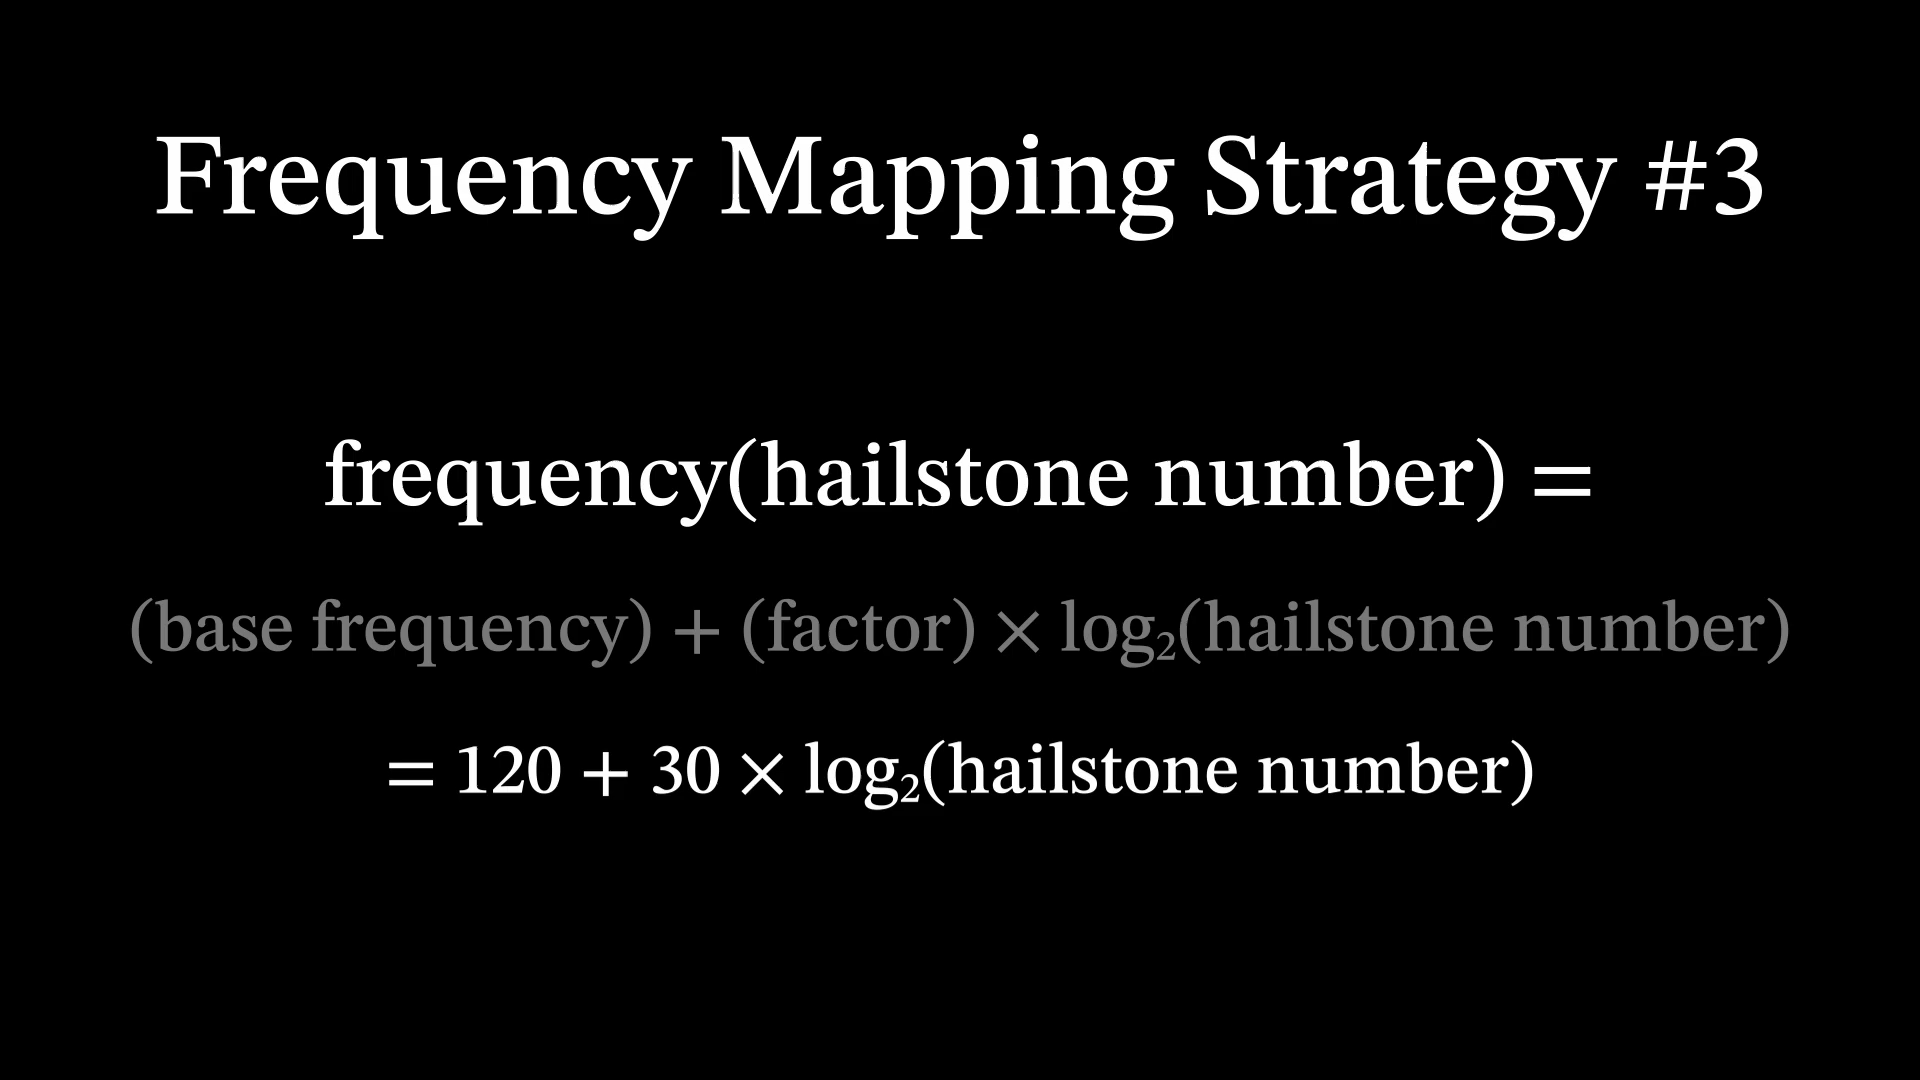 Frequency Mapping Strategy #3
frequency(hailstone number) =
(base frequency) + (factor) × log₂(hailstone number)
= 120 + 30 × log₂(hailstone number)